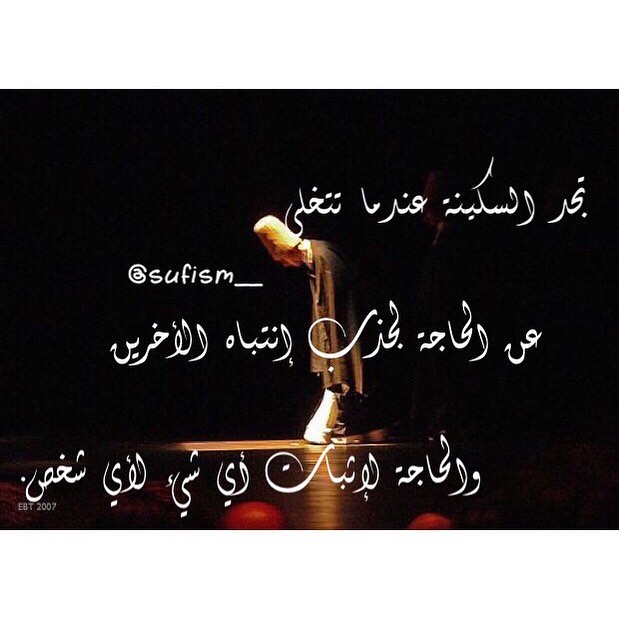 تجد السكينة عندما تتخلى
@sufism__
عن الحاجة لجذب إنتباه الأخرين
والحاجة لإثبات أي شيء لأي شخص.
EBT 2007